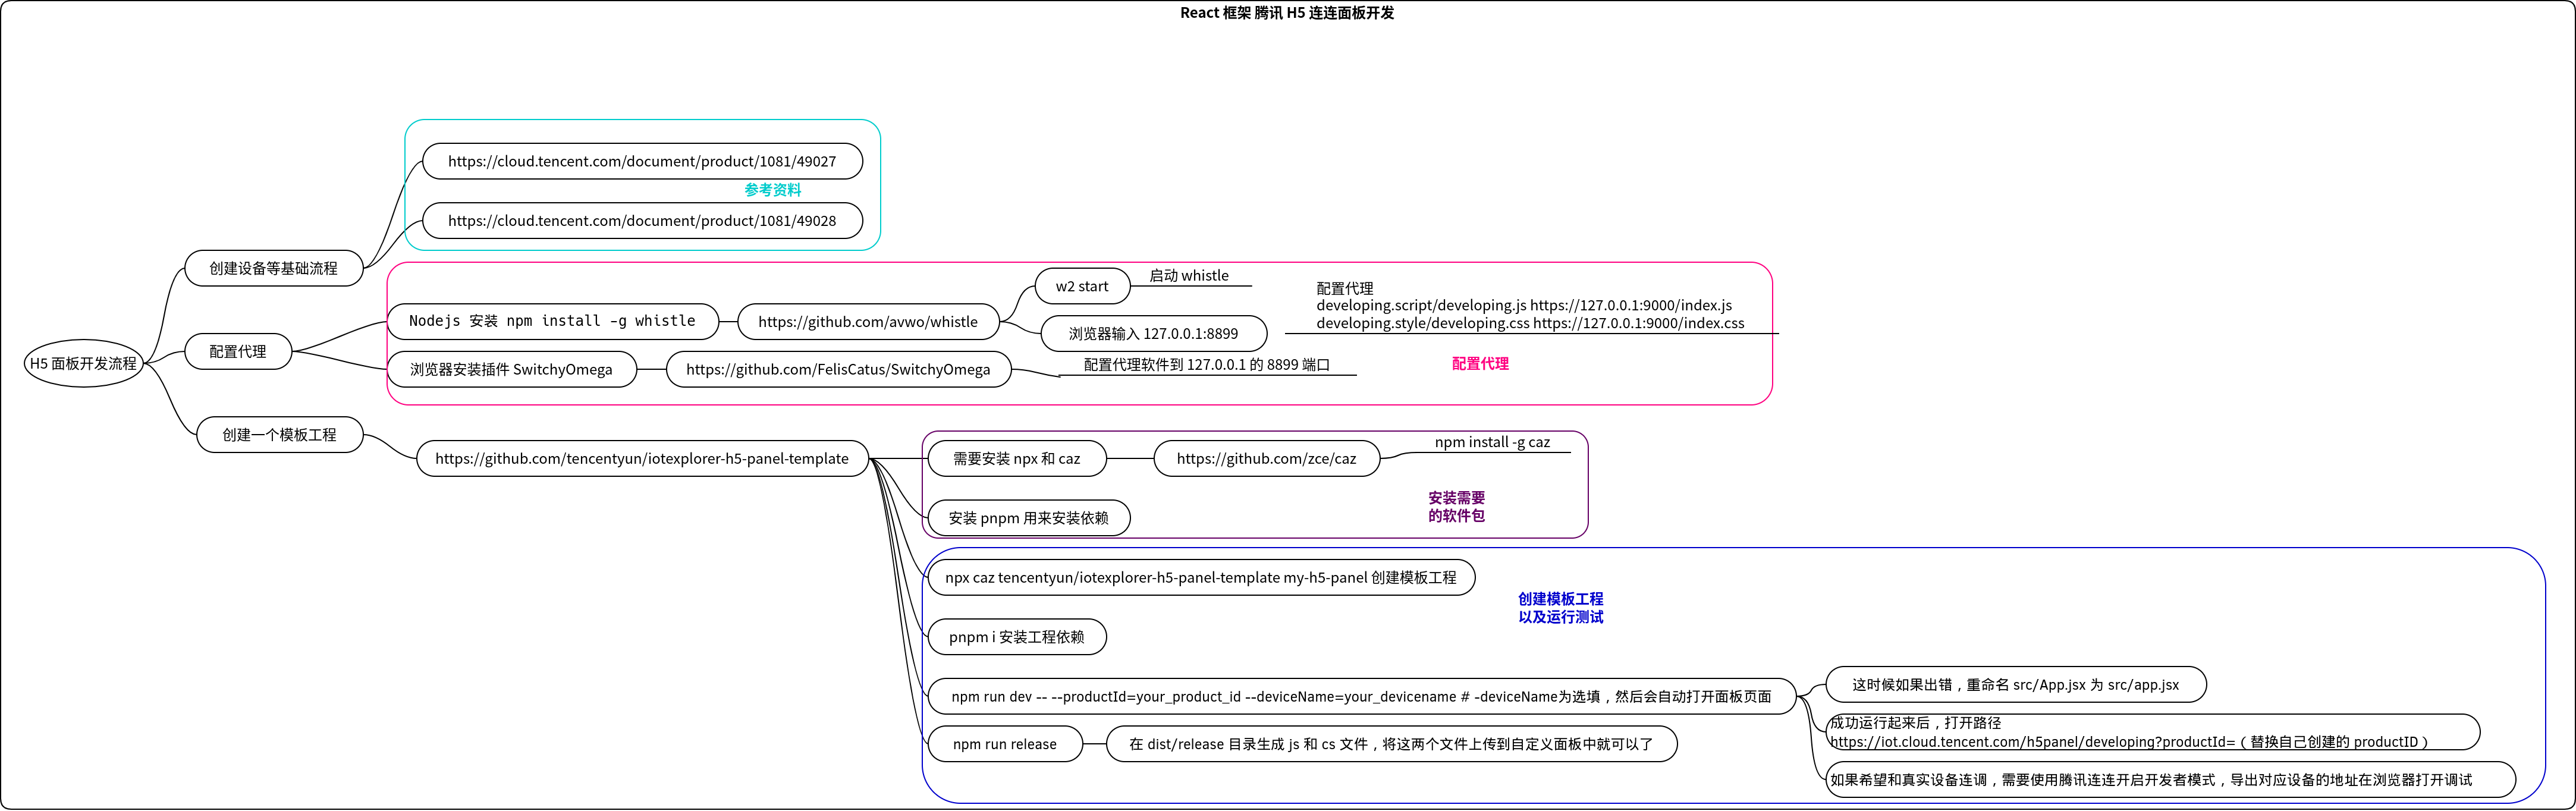 React 框架 腾讯 H5 连连面板开发
H5 面板开发流程
创建设备等基础流程
https://cloud.tencent.com/document/product/1081/49027
参考资料
https://cloud.tencent.com/document/product/1081/49028
配置代理
Nodejs 安装 npm install -g whistle
https://github.com/avwo/whistle
w2 start
启动 whistle
浏览器输入 127.0.0.1:8899
配置代理
developing.script/developing.js https://127.0.0.1:9000/index.js
developing.style/developing.css https://127.0.0.1:9000/index.css
浏览器安装插件 SwitchyOmega
https://github.com/FelisCatus/SwitchyOmega
配置代理软件到 127.0.0.1 的 8899 端口
配置代理
创建一个模板工程
https://github.com/tencentyun/iotexplorer-h5-panel-template
需要安装 npx 和 caz
https://github.com/zce/caz
npm install -g caz
安装 pnpm 用来安装依赖
安装需要
的软件包
npx caz tencentyun/iotexplorer-h5-panel-template my-h5-panel 创建模板工程
创建模板工程
以及运行测试
pnpm i 安装工程依赖
npm run dev -- --productId=your_product_id --deviceName=your_devicename # -deviceName为选填，然后会自动打开面板页面
这时候如果出错，重命名 src/App.jsx 为 src/app.jsx
成功运行起来后，打开路径
https://iot.cloud.tencent.com/h5panel/developing?productId=（替换自己创建的 productID）
如果希望和真实设备连调，需要使用腾讯连连开启开发者模式，导出对应设备的地址在浏览器打开调试
npm run release
在 dist/release 目录生成 js 和 cs 文件，将这两个文件上传到自定义面板中就可以了